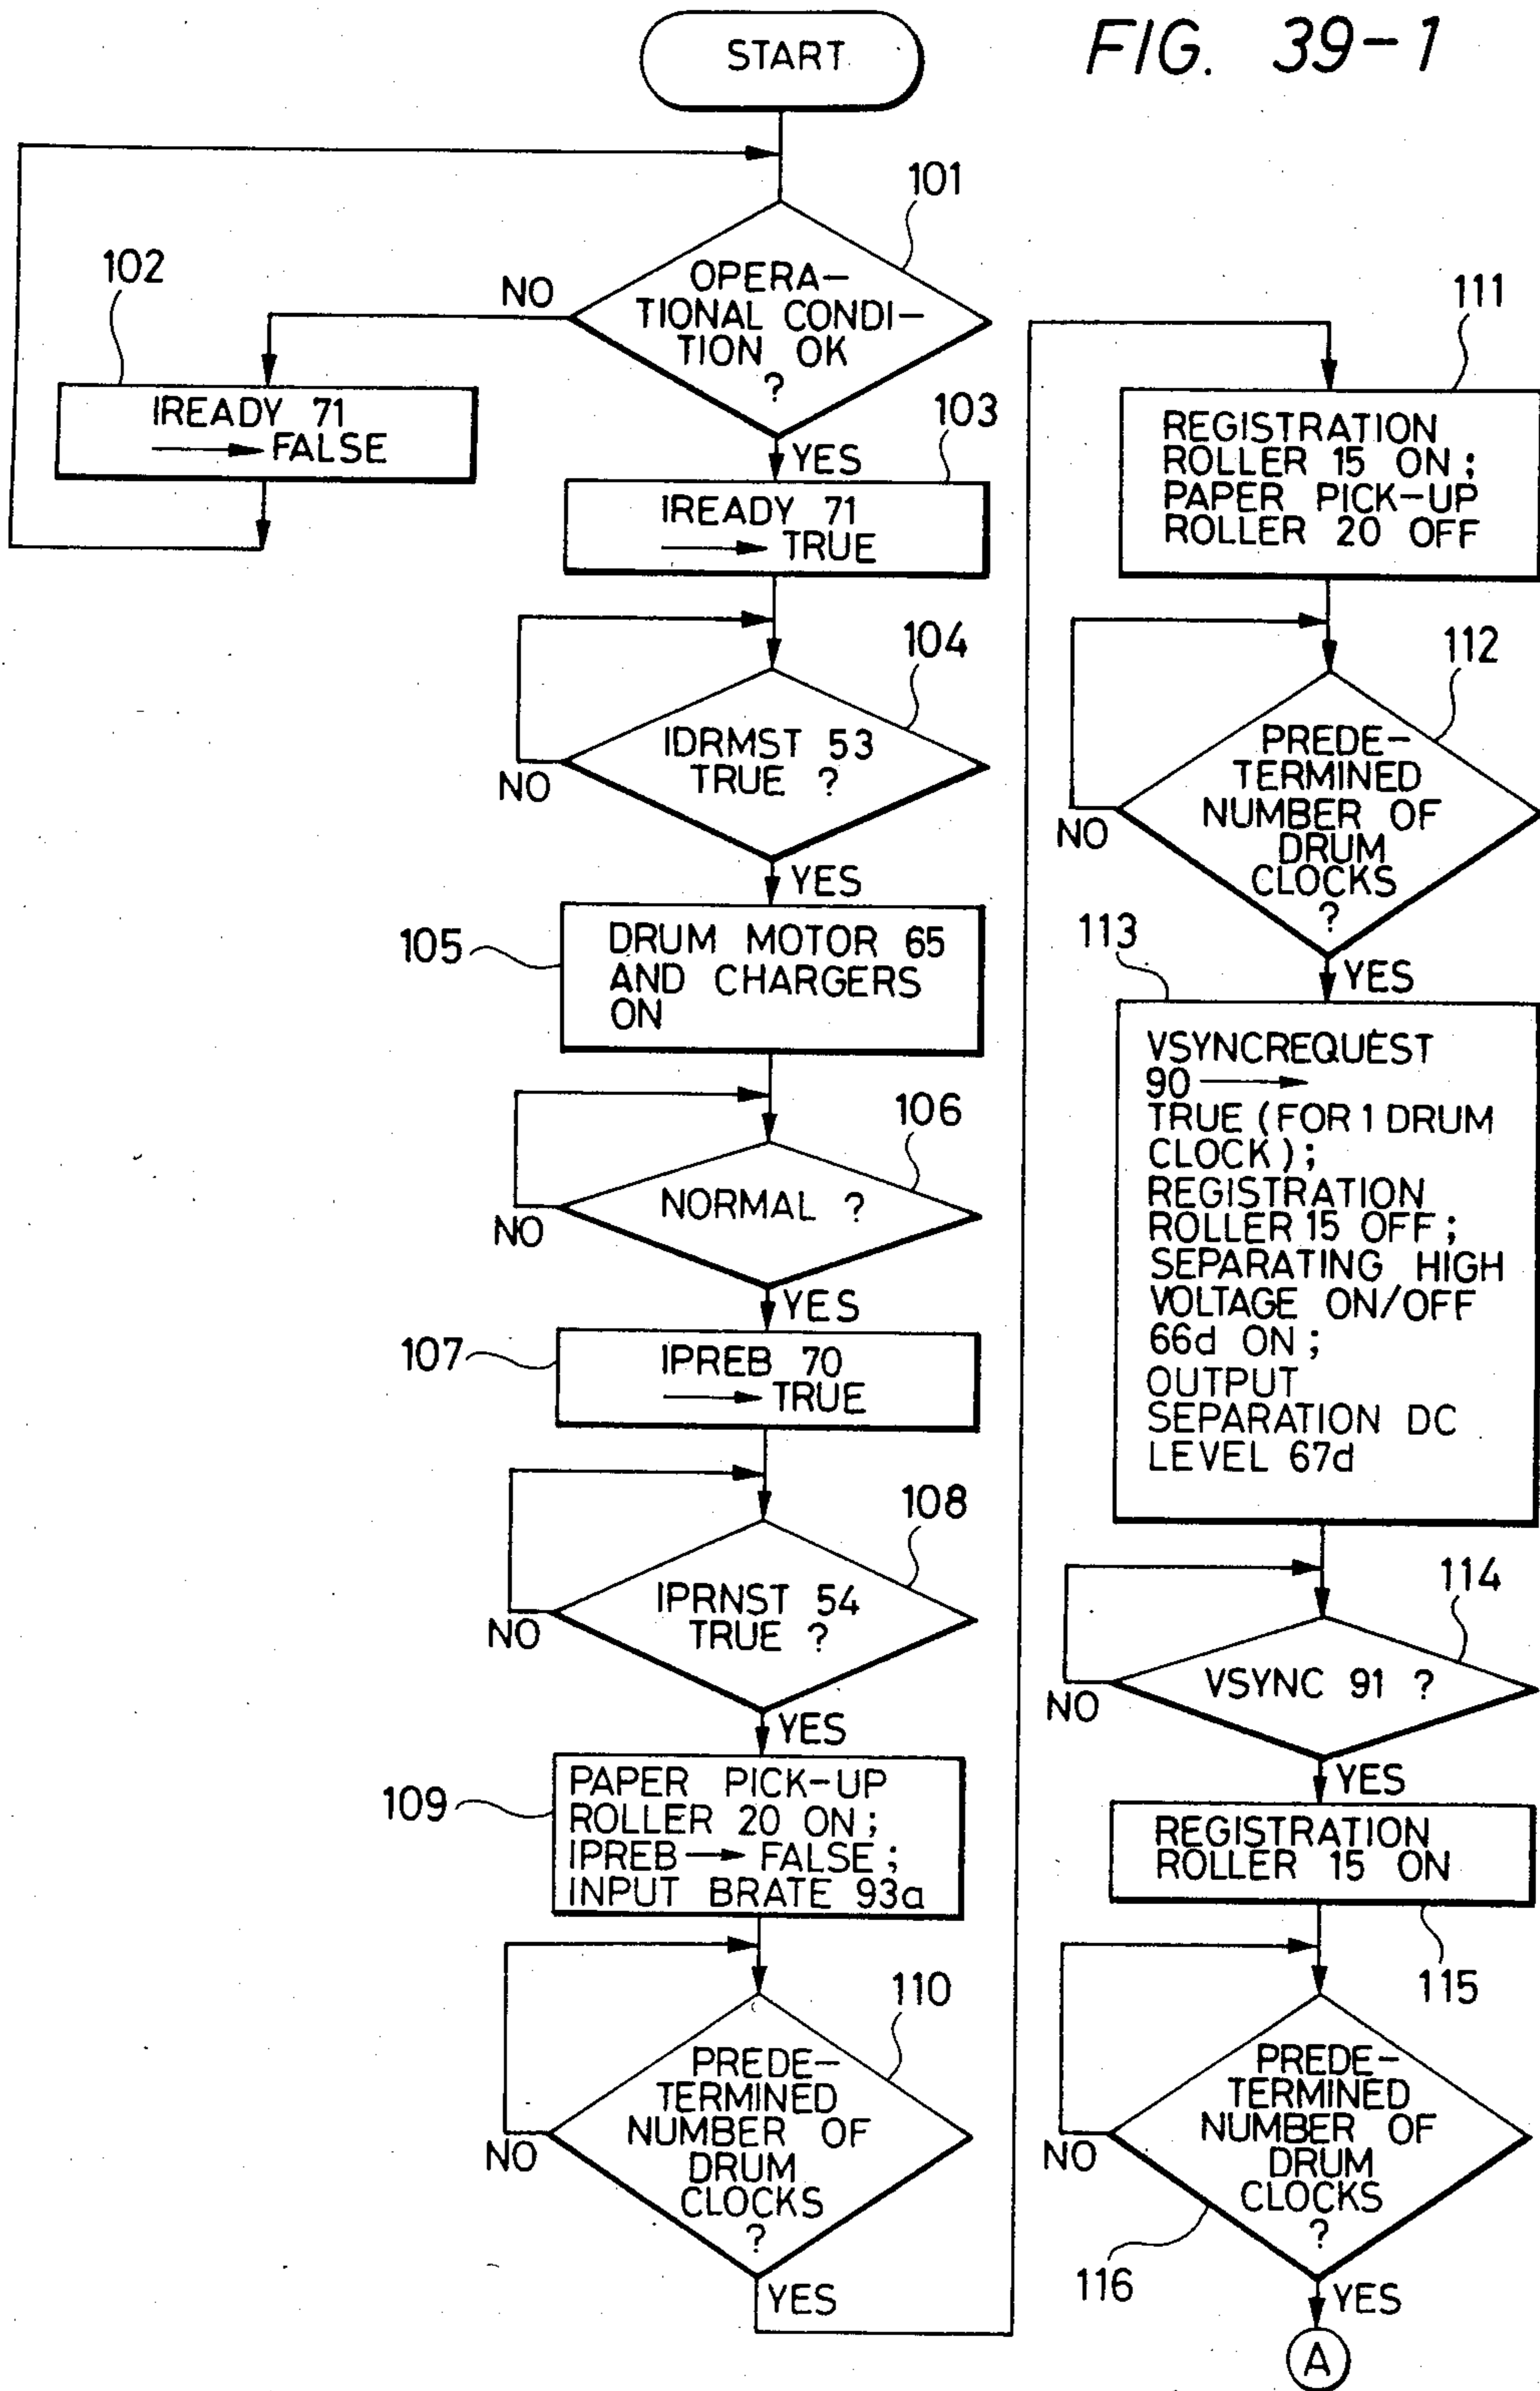 FIG. 39-1
START
101
OPERA-
TIONAL CONDI-
TION OK
?
NO
YES
102
IREADY 71
→ FALSE
103
IREADY 71
→ TRUE
104
IDRMST 53
TRUE ?
NO
YES
105
DRUM MOTOR 65
AND CHARGERS
ON
106
NORMAL ?
NO
YES
107
IPREB 70
→ TRUE
108
IPRNST 54
TRUE ?
NO
YES
109
PAPER PICK-UP
ROLLER 20 ON;
IPREB → FALSE;
INPUT BRATE 93a
110
PREDE-
TERMINED
NUMBER OF
DRUM
CLOCKS
?
NO
YES
111
REGISTRATION
ROLLER 15 ON;
PAPER PICK-UP
ROLLER 20 OFF
112
PREDE-
TERMINED
NUMBER OF
DRUM
CLOCKS
?
NO
YES
113
VSYNCREQUEST
90 →
TRUE (FOR 1 DRUM
CLOCK);
REGISTRATION
ROLLER 15 OFF;
SEPARATING HIGH
VOLTAGE ON/OFF
66d ON;
OUTPUT
SEPARATION DC
LEVEL 67d
114
VSYNC 91 ?
NO
YES
REGISTRATION
ROLLER 15 ON
115
PREDE-
TERMINED
NUMBER OF
DRUM
CLOCKS
?
NO
116
YES
A